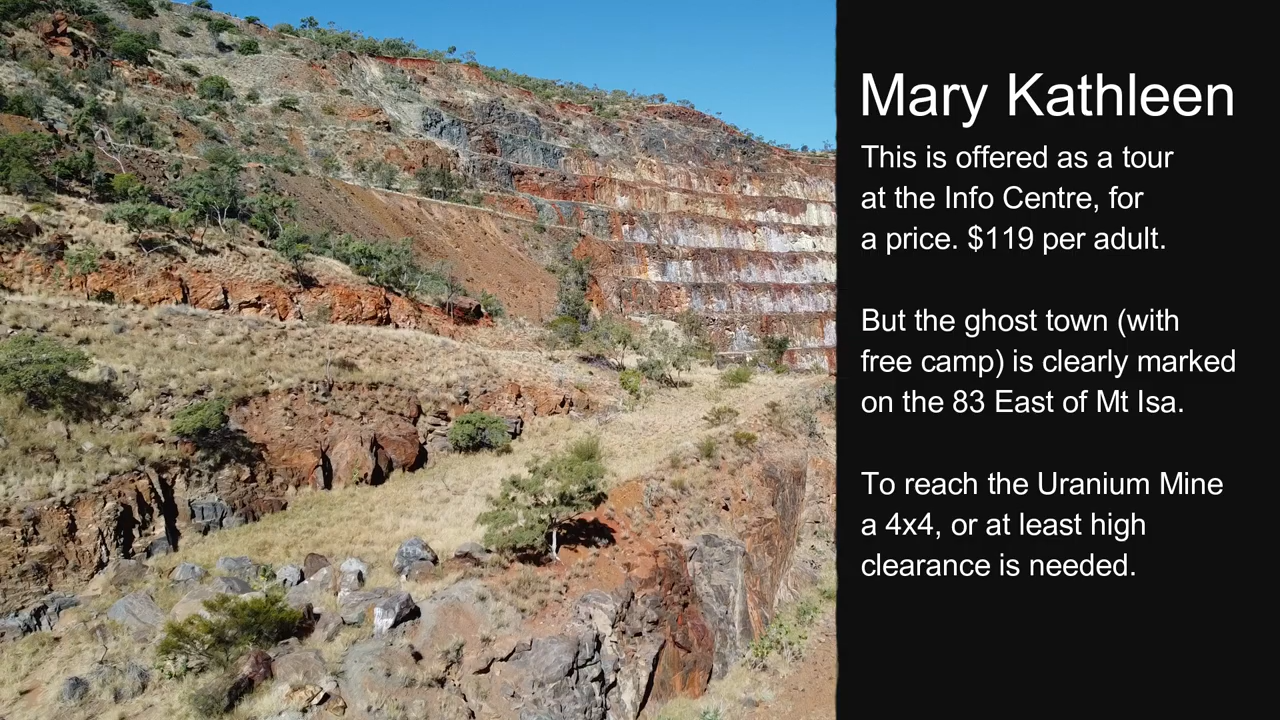 Mary Kathleen
This is offered as a tour
at the Info Centre, for
a price. $119 per adult.
But the ghost town (with
free camp) is clearly marked
on the 83 East of Mt Isa.
To reach the Uranium Mine
a 4x4, or at least high
clearance is needed.